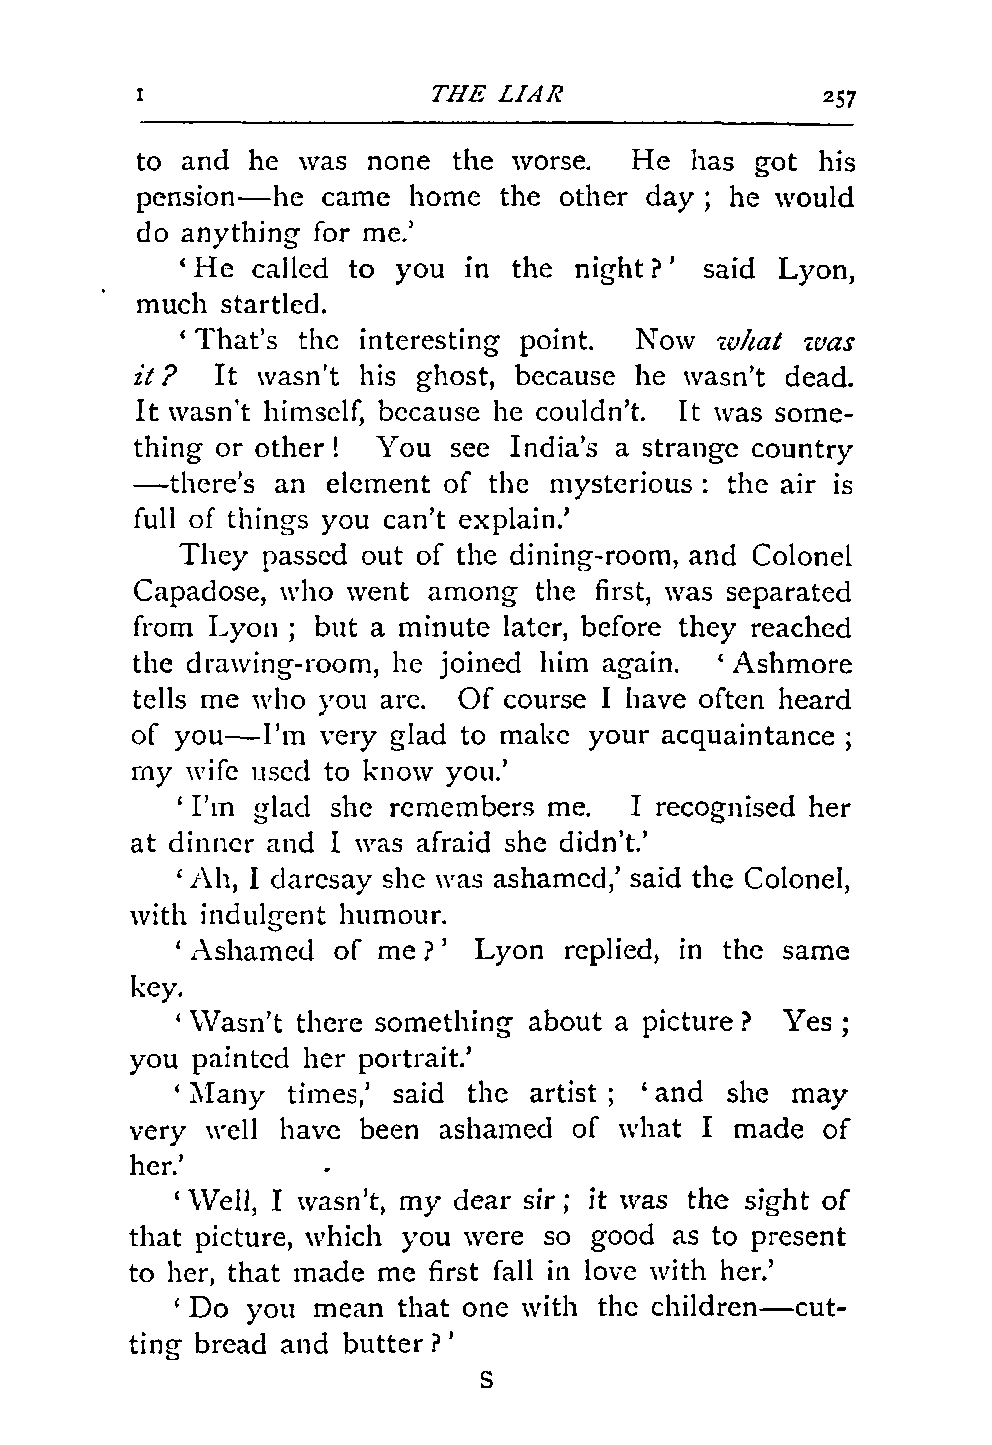 I THE LIAR 257
to and he was none the worse. He has got his
pension—he came home the other day ; he would
do anything for me.’
‘ He called to you in the night ? ’ said Lyon,
much startled.
‘ That's the interesting point. Now what was
it ? It wasn't his ghost, because he wasn't dead.
It wasn't himself, because he couldn't. It was some-
thing or other ! You see India's a strange country
—there's an element of the mysterious : the air is
full of things you can't explain.’
They passed out of the dining-room, and Colonel
Capadose, who went among the first, was separated
from Lyon ; but a minute later, before they reached
the drawing-room, he joined him again. ‘ Ashmore
tells me who you are. Of course I have often heard
of you—I'm very glad to make your acquaintance ;
my wife used to know you.’
‘ I'm glad she remembers me. I recognised her
at dinner and I was afraid she didn't.’
‘ Ah, I daresay she was ashamed,’ said the Colonel,
with indulgent humour.
‘ Ashamed of me ? ’ Lyon replied, in the same
key.
‘ Wasn't there something about a picture ? Yes ;
you painted her portrait.’
‘ Many times,’ said the artist ; ‘ and she may
very well have been ashamed of what I made of
her.’
‘ Well, I wasn't, my dear sir ; it was the sight of
that picture, which you were so good as to present
to her, that made me first fall in love with her.’
‘ Do you mean that one with the children—cut-
ting bread and butter ? ’
S